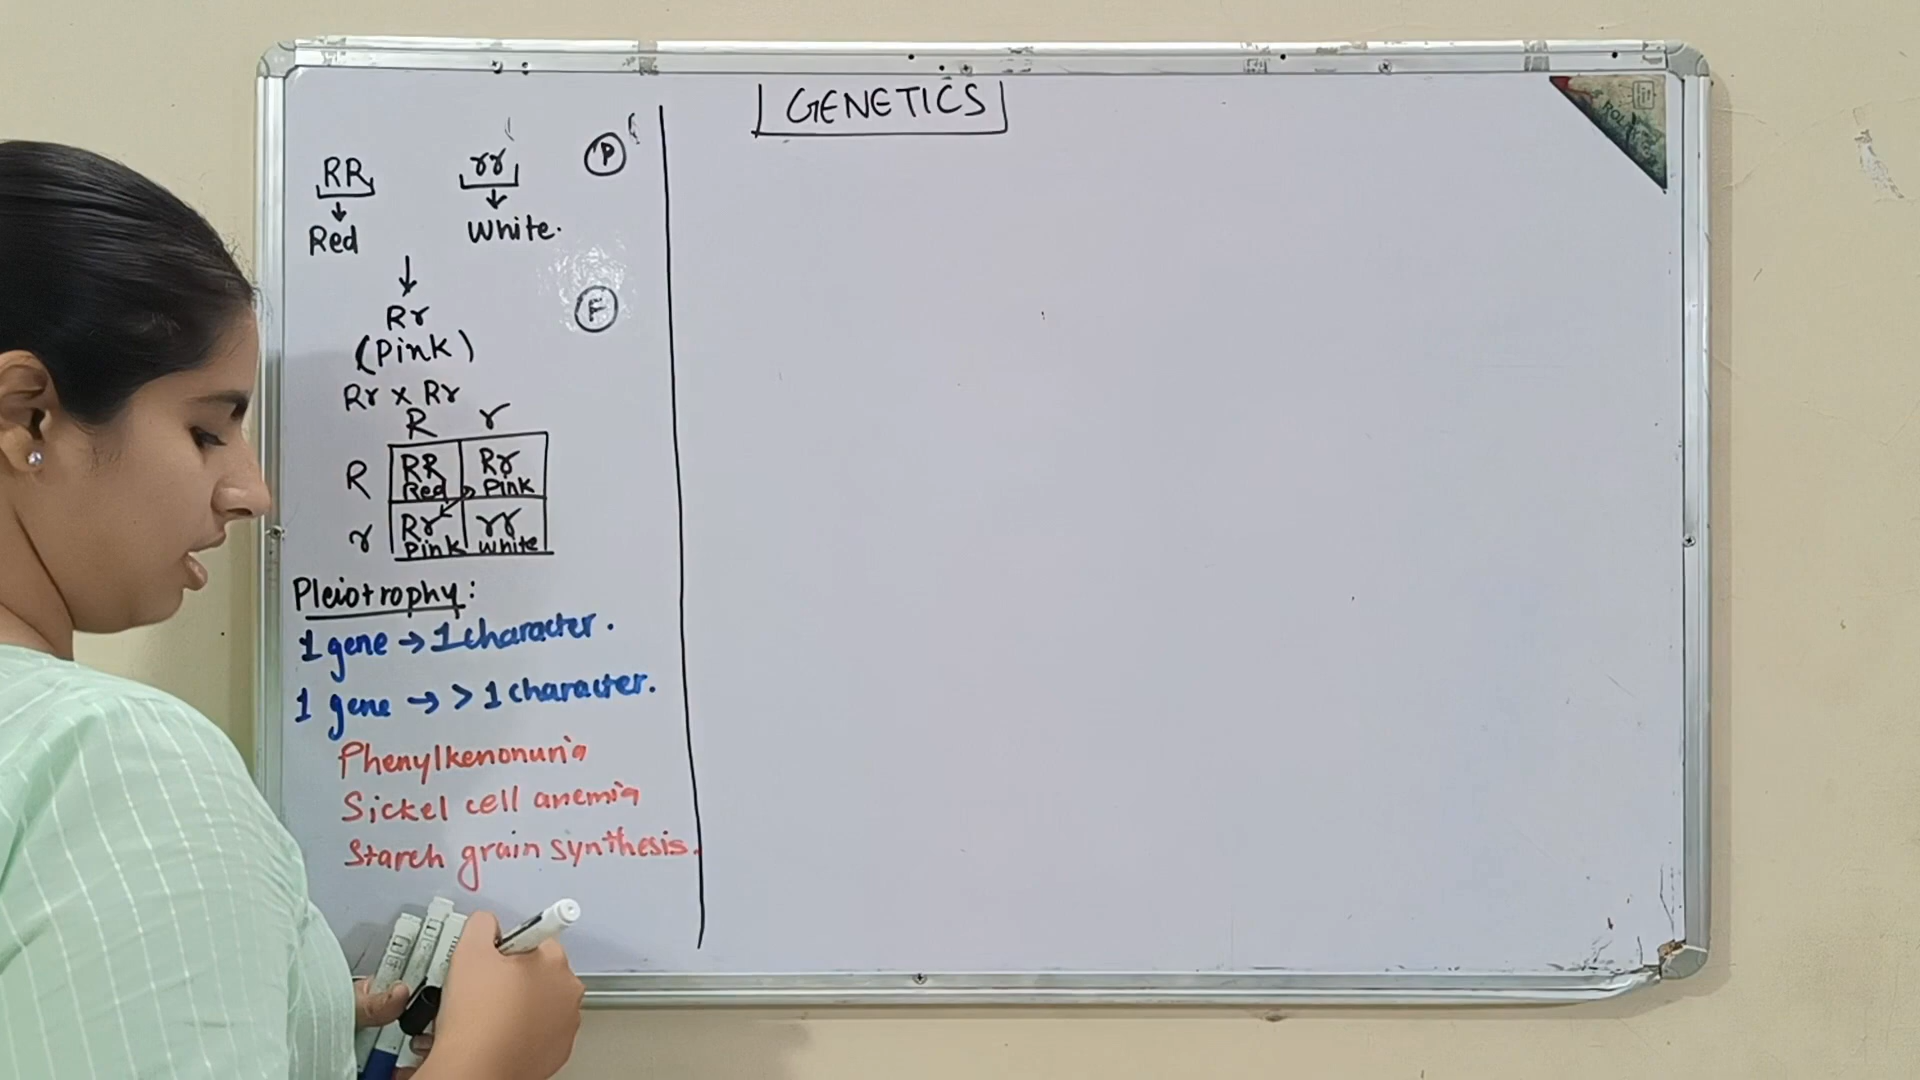 GENETICS
RR rr P
Red White.
Rr F
(Pink)
Rr x Rr
R r
R RR Rr
Red Pink
r Rr rr
Pink White
Pleiotrophy:
1 gene → 1 character.
1 gene → > 1 character.
Phenylkenonuria
Sickel cell anemia
Starch grain synthesis.